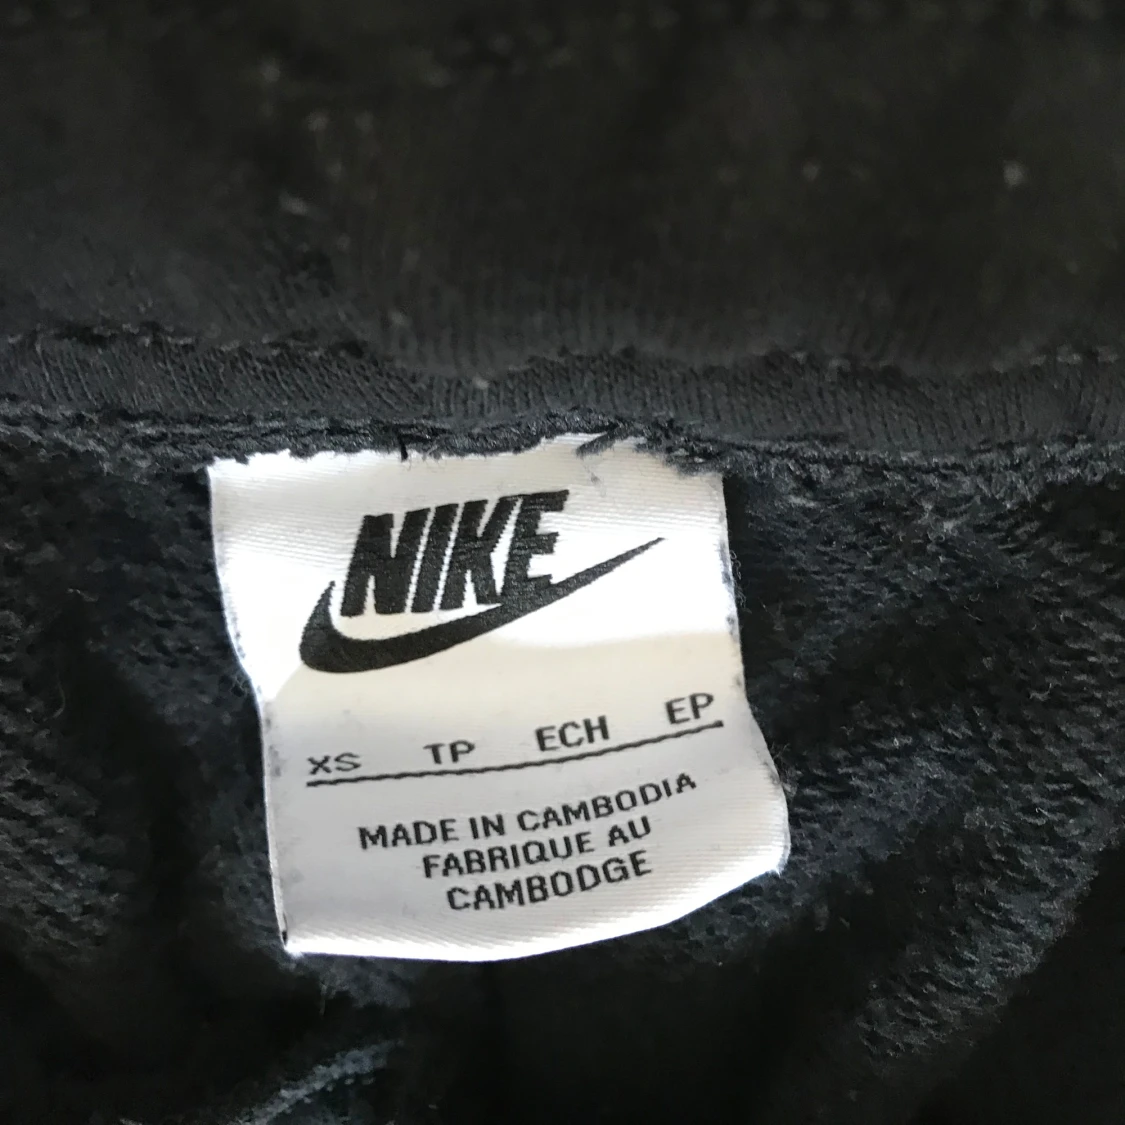 NIKE
XS TP ECH EP
MADE IN CAMBODIA
FABRIQUE AU
CAMBODGE